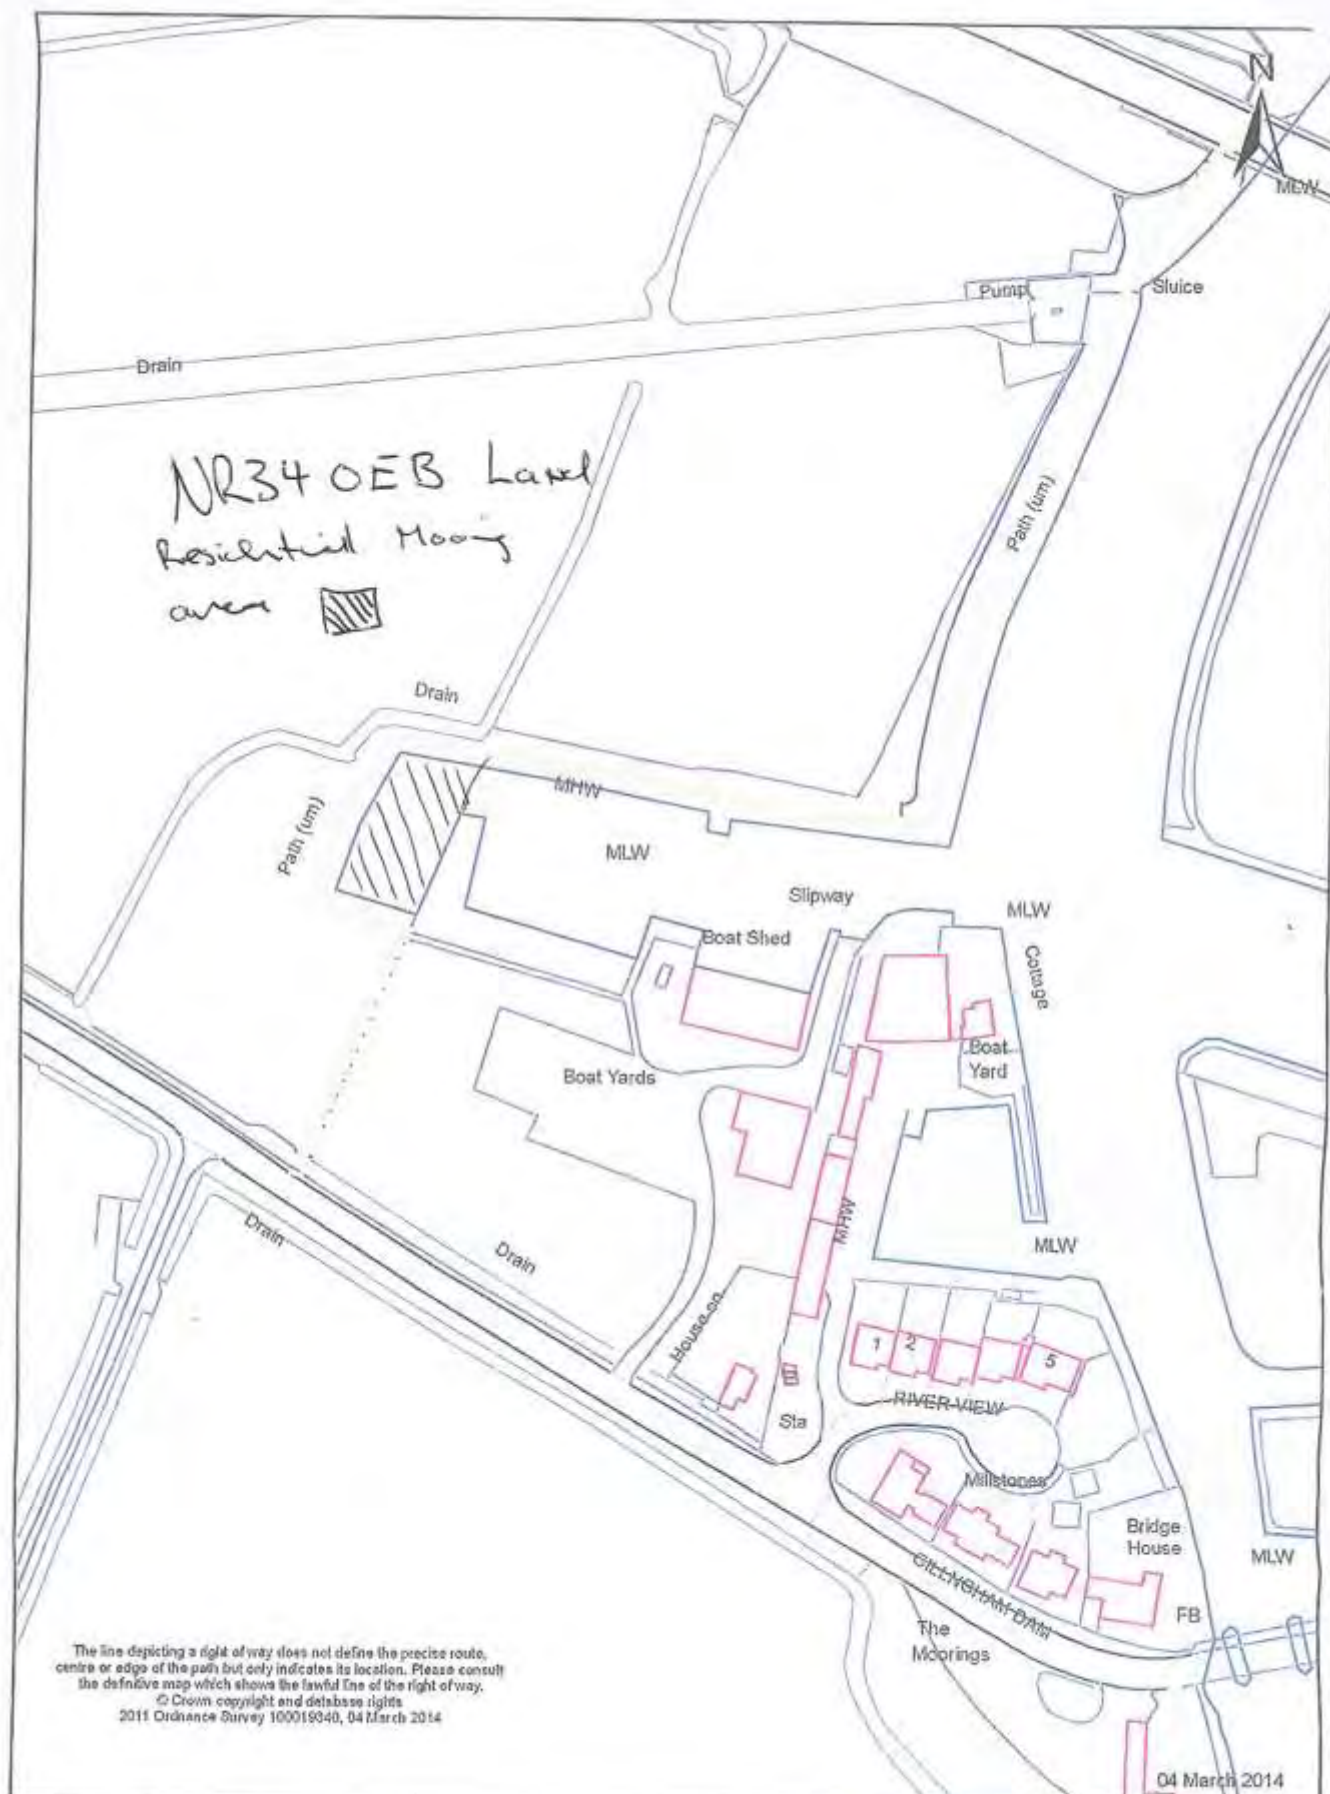 N
MLW
Pump
Sluice
Drain
NR34 0EB Land
Residential Mooring
area
Path (um)
Drain
MHW
Path (um)
MLW
Slipway
MLW
Boat Shed
Cottage
Boat
Yard
Boat Yards
MHW
Drain
Drain
MLW
House on
1
2
5
RIVER VIEW
Sta
Millstones
Bridge
House
MLW
GILLNGHAM DAM
FB
The
Moorings
The line depicting a right of way does not define the precise route,
centre or edge of the path but only indicates its location. Please consult
the definitive map which shows the lawful line of the right of way.
© Crown copyright and database rights
2011 Ordnance Survey 100019340, 04 March 2014
04 March 2014